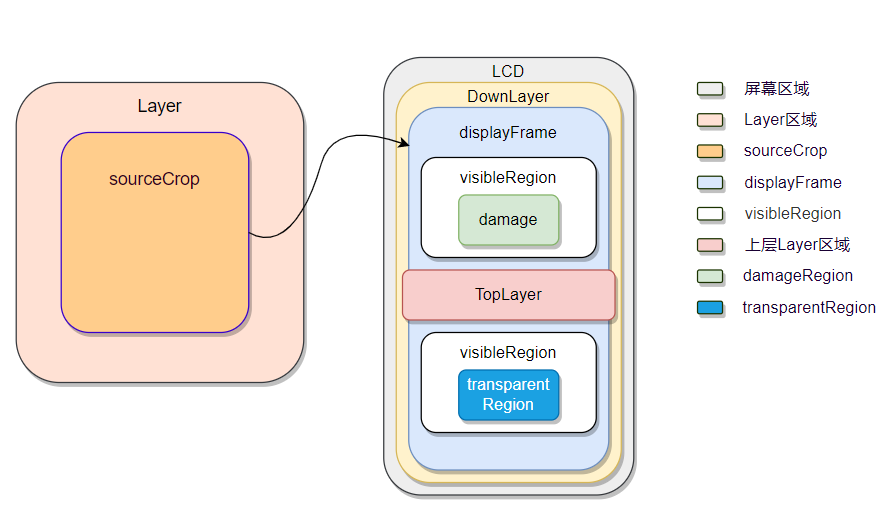 Layer
sourceCrop
LCD
DownLayer
displayFrame
visibleRegion
damage
TopLayer
visibleRegion
transparent
Region
屏幕区域
Layer区域
sourceCrop
displayFrame
visibleRegion
上层Layer区域
damageRegion
transparentRegion